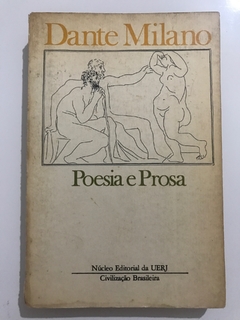 Dante Milano
Poesia e Prosa
Núcleo Editorial da UERJ
Civilização Brasileira